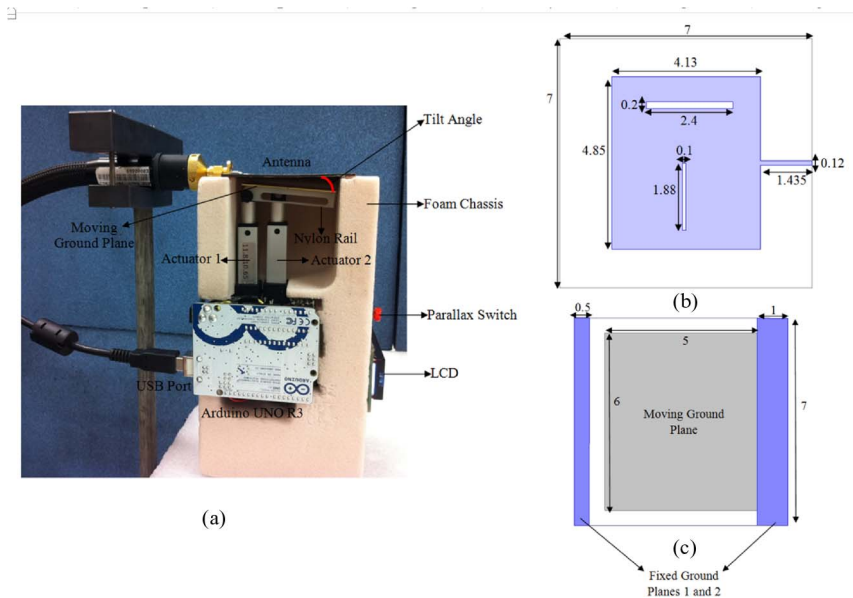 Tilt Angle
Antenna
Foam Chassis
Moving
Ground Plane
Nylon Rail
Actuator 1
Actuator 2
Parallax Switch
USB Port
LCD
Arduino UNO R3
ARDUINO
(a)
7
4.13
7
0.2
2.4
4.85
0.1
0.12
1.88
1.435
(b)
0.5
1
5
6
Moving Ground
Plane
7
(c)
Fixed Ground
Planes 1 and 2